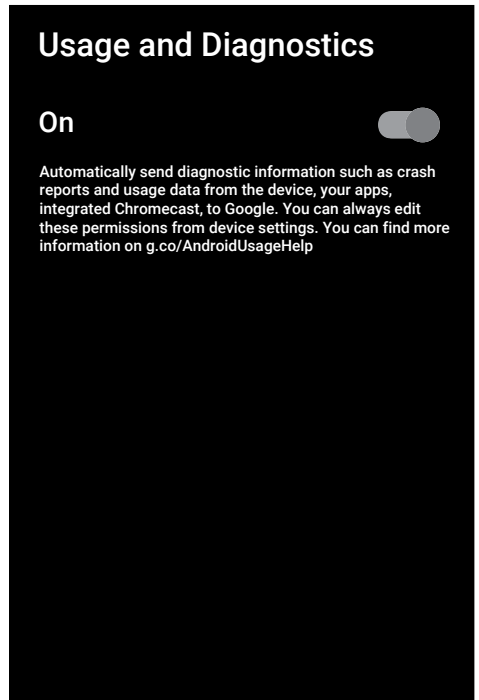 Usage and Diagnostics
On
Automatically send diagnostic information such as crash
reports and usage data from the device, your apps,
integrated Chromecast, to Google. You can always edit
these permissions from device settings. You can find more
information on g.co/AndroidUsageHelp